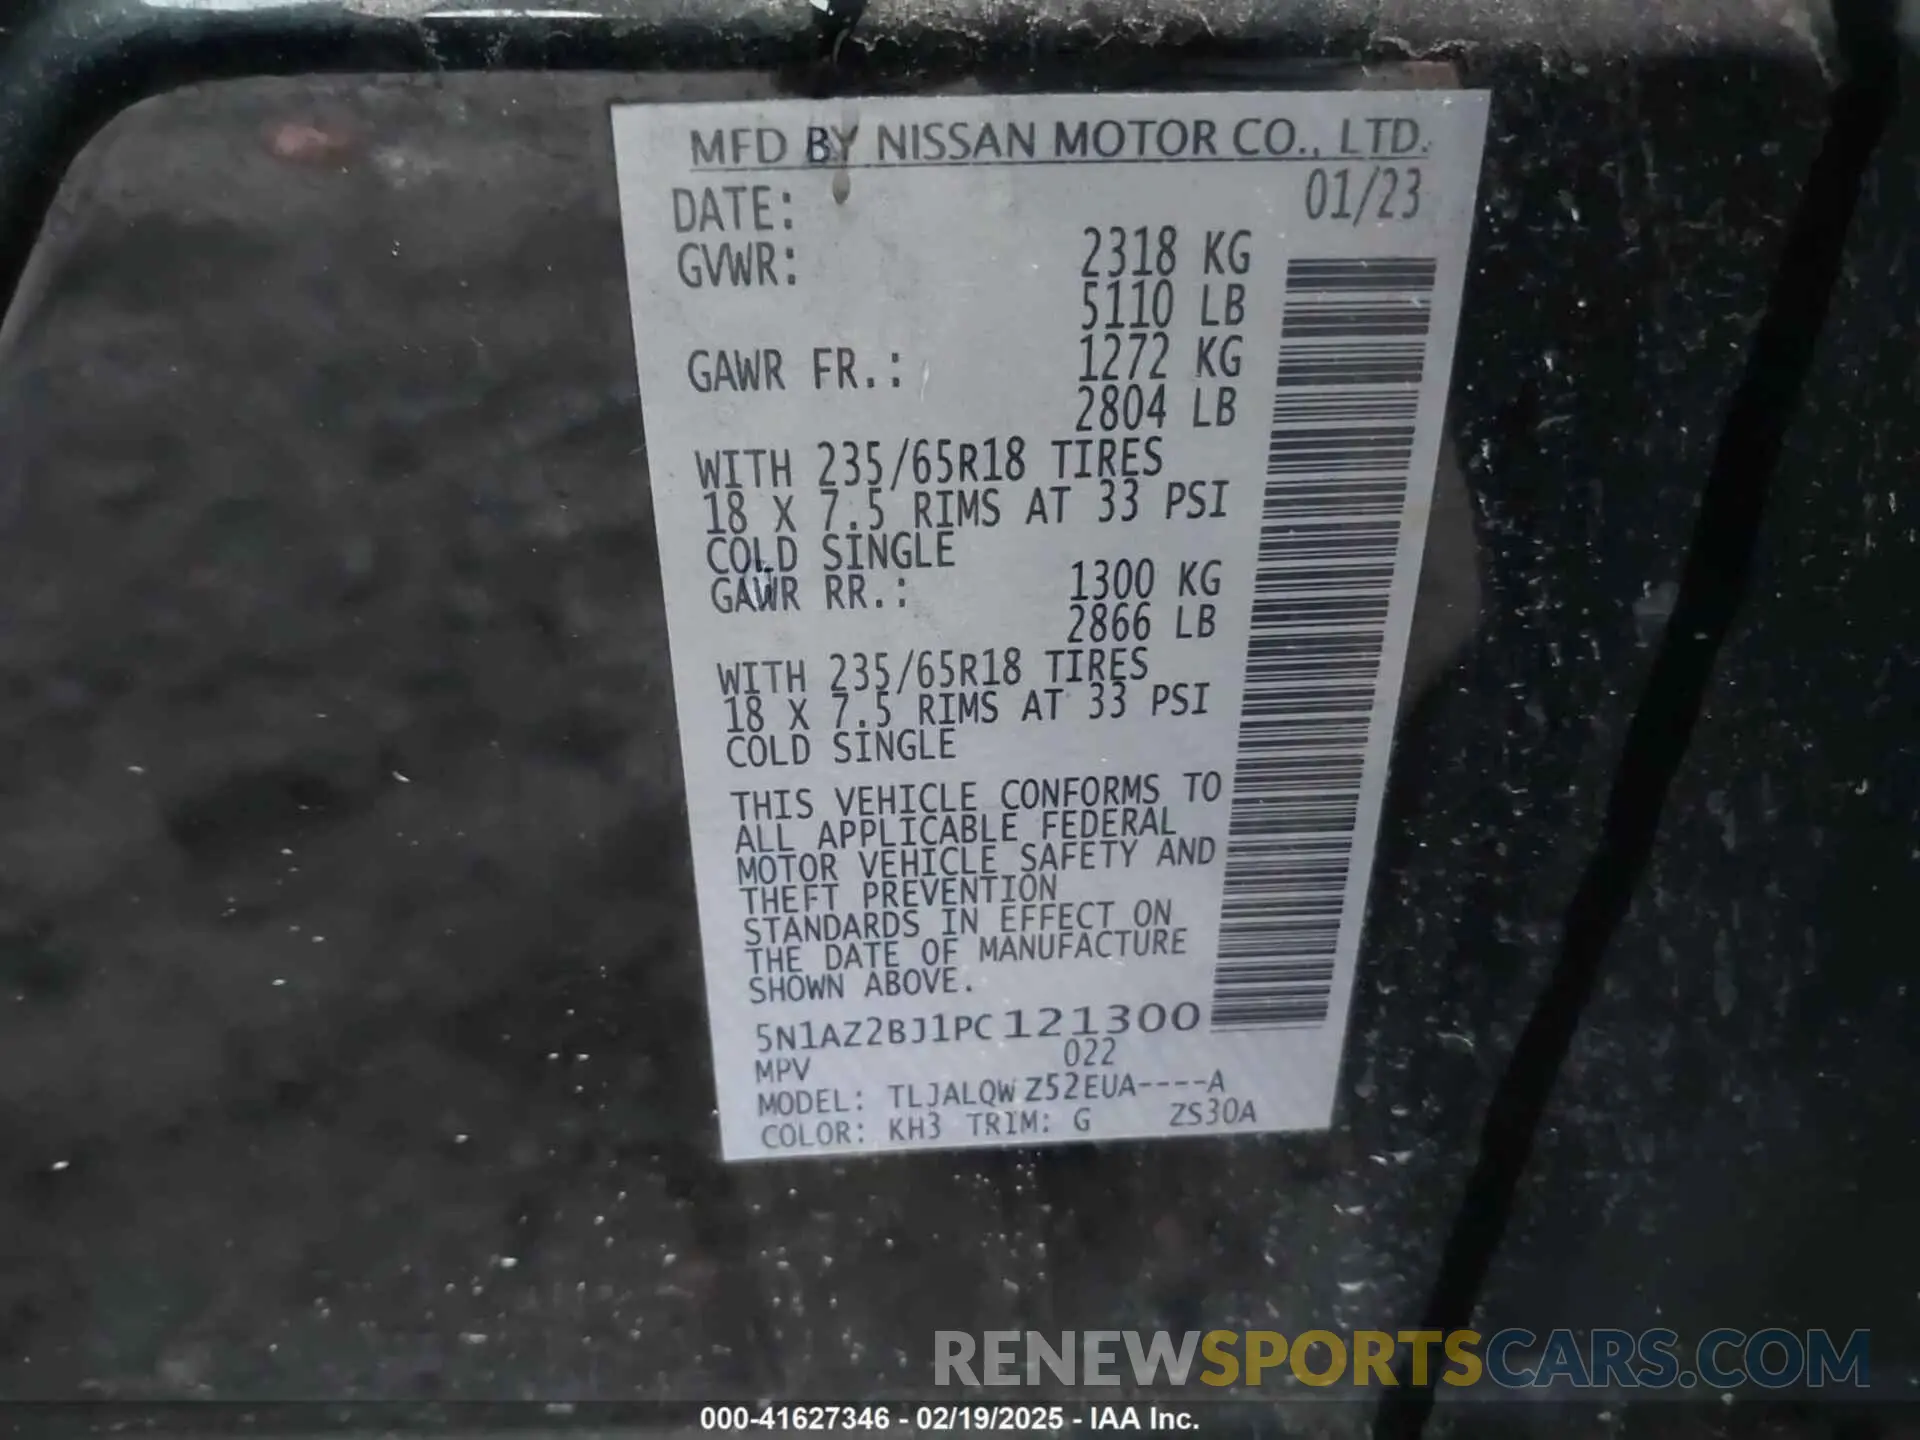 MFD BY NISSAN MOTOR CO., LTD.
DATE: 01/23
GVWR: 2318 KG
5110 LB
GAWR FR.: 1272 KG
2804 LB
WITH 235/65R18 TIRES
18 X 7.5 RIMS AT 33 PSI
COLD SINGLE
GAWR RR.: 1300 KG
2866 LB
WITH 235/65R18 TIRES
18 X 7.5 RIMS AT 33 PSI
COLD SINGLE
THIS VEHICLE CONFORMS TO
ALL APPLICABLE FEDERAL
MOTOR VEHICLE SAFETY AND
THEFT PREVENTION
STANDARDS IN EFFECT ON
THE DATE OF MANUFACTURE
SHOWN ABOVE.
5N1AZ2BJ1PC121300
MPV 022
MODEL: TLJALQWZ52EUA----A
COLOR: KH3 TRIM: G ZS30A
RENEWSPORTSCARS.COM
000-41627346 - 02/19/2025 - IAA Inc.